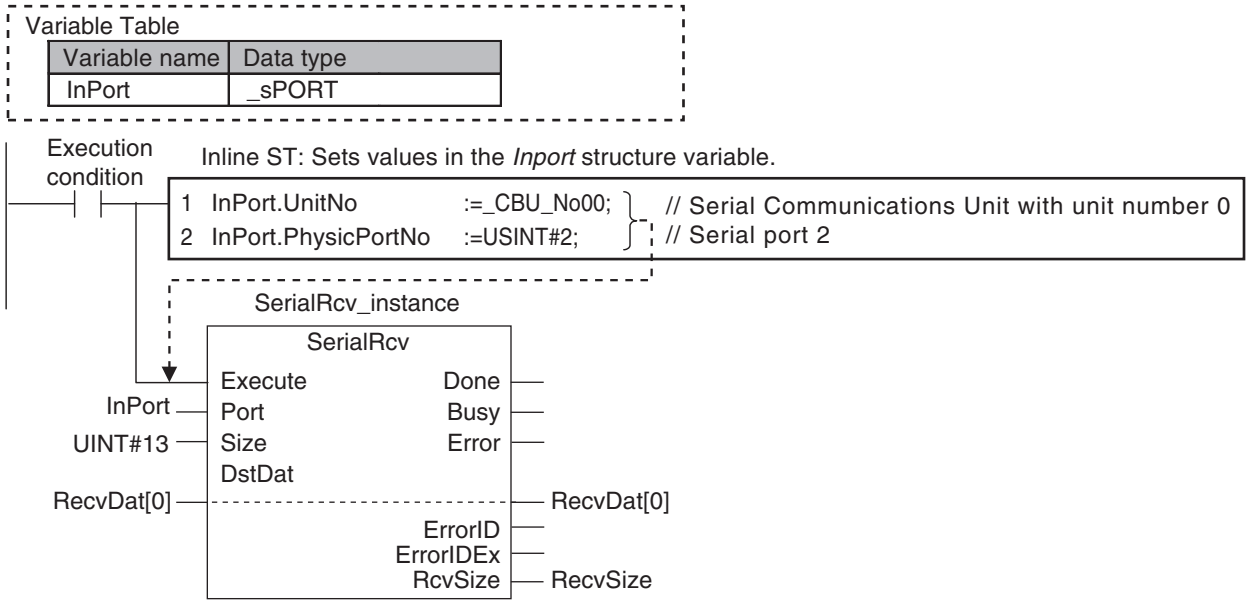 Variable Table
Variable name Data type
InPort _sPORT
Execution
condition
Inline ST: Sets values in the Inport structure variable.
1 InPort.UnitNo :=_CBU_No00; // Serial Communications Unit with unit number 0
2 InPort.PhysicPortNo :=USINT#2; // Serial port 2
SerialRcv_instance
SerialRcv
Execute Done
InPort Port Busy
UINT#13 Size Error
DstDat
RecvDat[0] RecvDat[0]
ErrorID
ErrorIDEx
RcvSize RecvSize